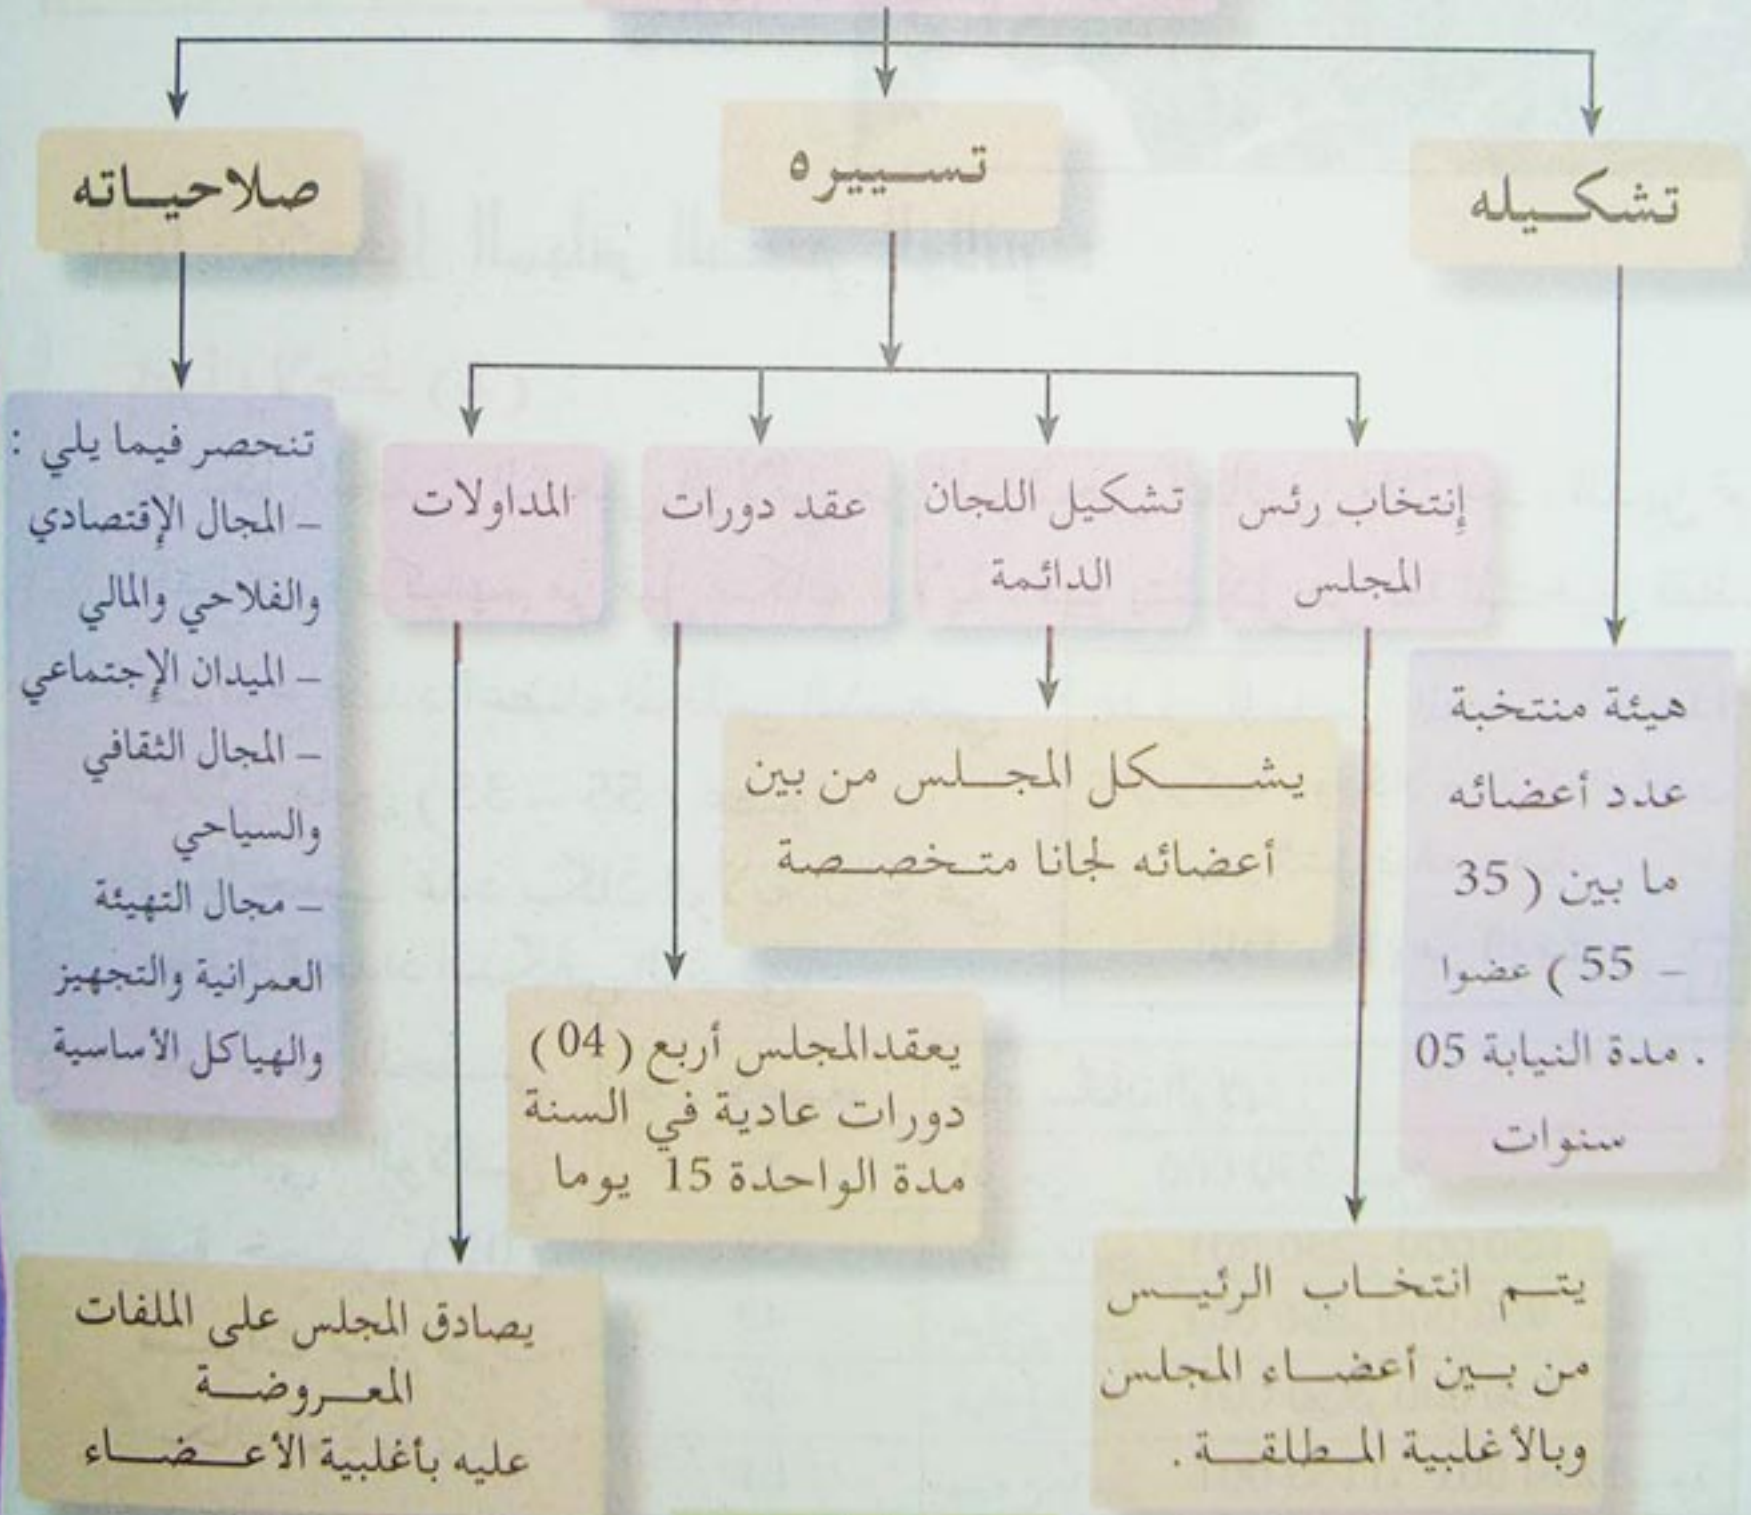 تشكيله
تسييره
صلاحياته
إنتخاب رئس
المجلس
تشكيل اللجان
الدائمة
عقد دورات
المداولات
هيئة منتخبة
عدد أعضائه
ما بين ( 35
– 55 ) عضوا
. مدة النيابة 05
سنوات
يتم انتخاب الرئيس
من بين أعضاء المجلس
وبالأغلبية المطلقة .
يشكل المجلس من بين
أعضائه لجانا متخصصة
يعقدالمجلس أربع ( 04 )
دورات عادية في السنة
مدة الواحدة 15 يوما
يصادق المجلس على الملفات
المعروضة
عليه بأغلبية الأعضاء
تنحصر فيما يلي :
– المجال الإقتصادي
والفلاحي والمالي
– الميدان الإجتماعي
– المجال الثقافي
والسياحي
– مجال التهيئة
العمرانية والتجهيز
والهياكل الأساسية